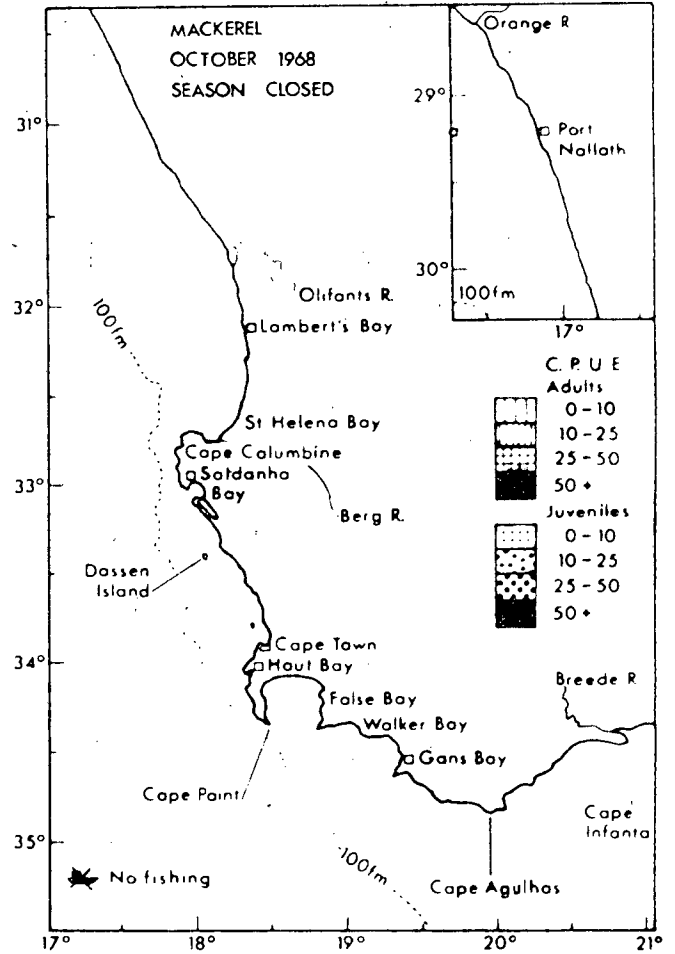 MACKEREL
OCTOBER 1968
SEASON CLOSED
Orange R
29°
Port
Nallath
30°
100fm
17°
31°
32°
33°
34°
35°
100fm
Olifants R.
Lambert's Bay
St Helena Bay
Cape Columbine
Saldanha
Bay
Berg R.
Dassen
Island
Cape Town
Hout Bay
False Bay
Walker Bay
Gans Bay
Cape Point
Breede R
Cape
Infanta
Cape Agulhas
100fm
C. P. U E
Adults
0-10
10-25
25-50
50+
Juveniles
0-10
10-25
25-50
50+
No fishing
17°
18°
19°
20°
21°